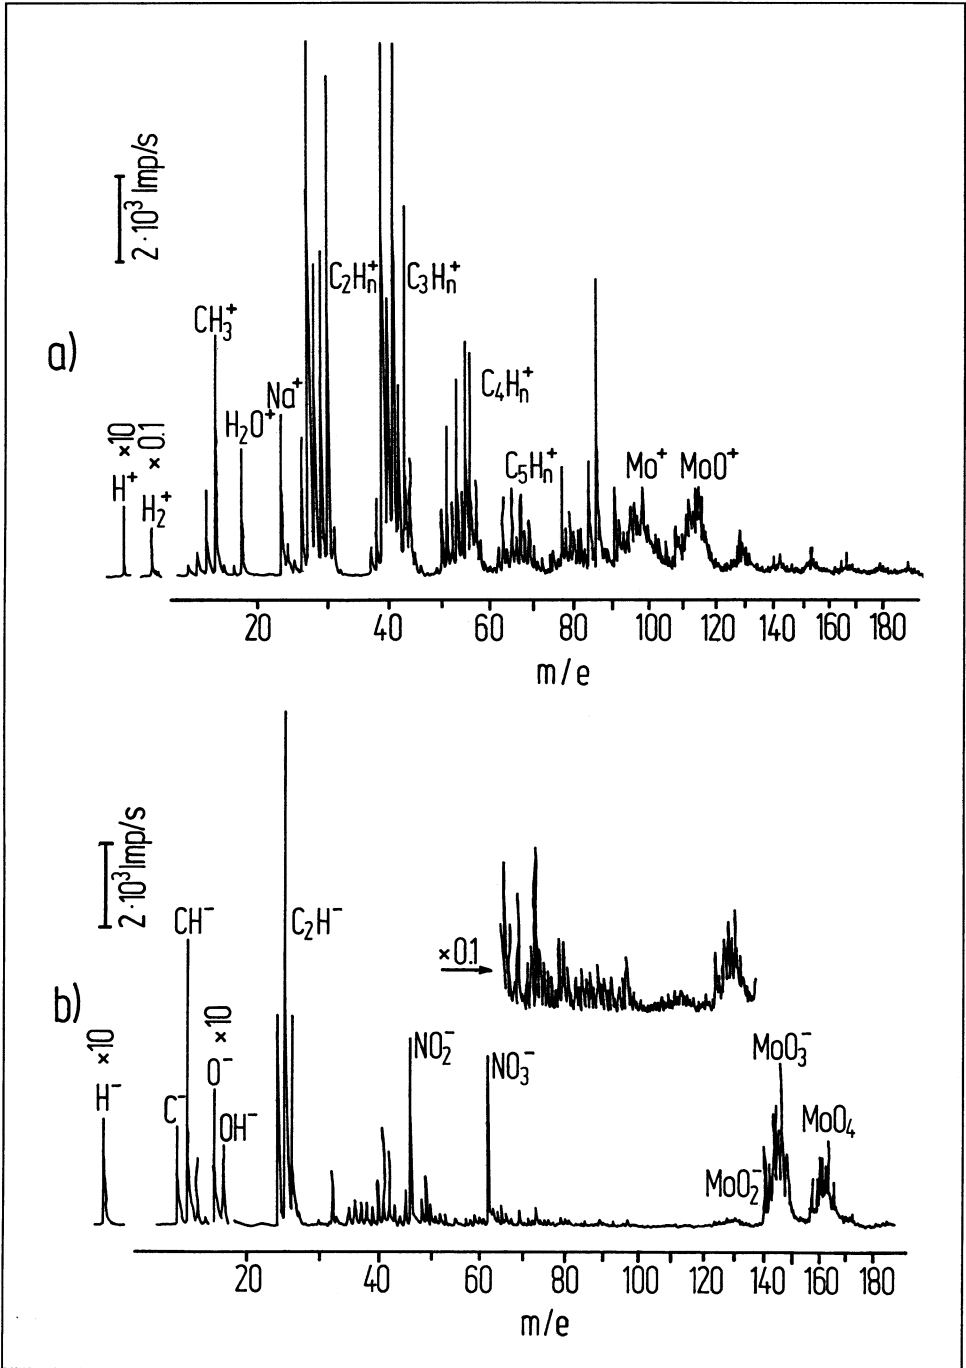 a)
2·10³ Imp/s
H⁺ ×10
H₂⁺ ×0.1
CH₃⁺
H₂O⁺
Na⁺
C₂Hₙ⁺
C₃Hₙ⁺
C₄Hₙ⁺
C₅Hₙ⁺
Mo⁺
MoO⁺
20 40 60 80 100 120 140 160 180
m/e
b)
2·10³ Imp/s
H⁻ ×10
C⁻
CH⁻
O⁻ ×10
OH⁻
C₂H⁻
NO₂⁻
NO₃⁻
×0.1
MoO₂⁻
MoO₃⁻
MoO₄⁻
20 40 60 80 100 120 140 160 180
m/e